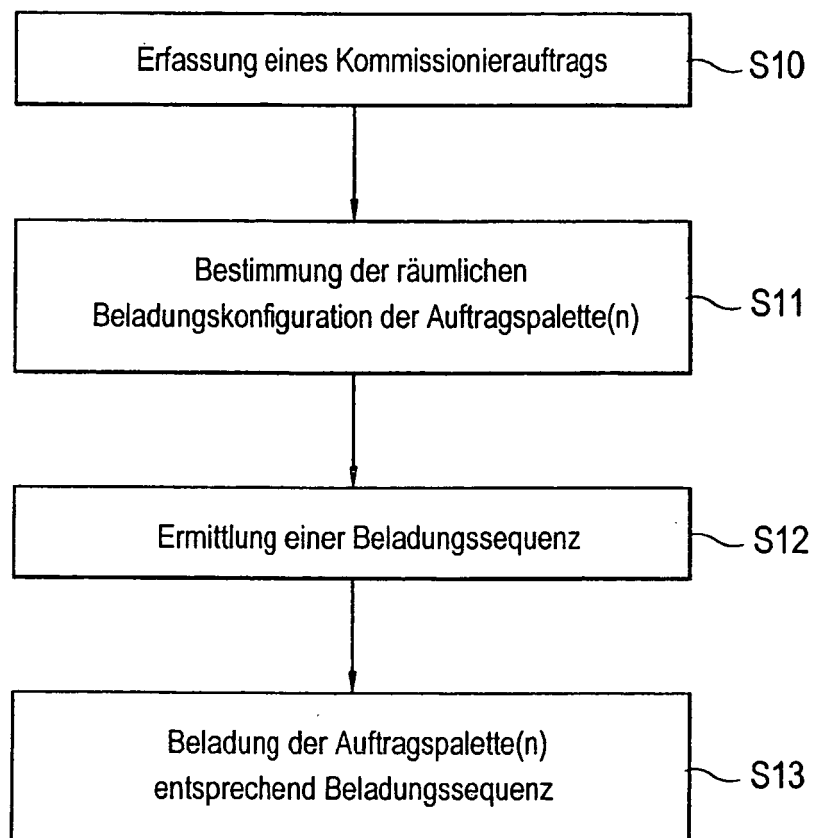 Erfassung eines Kommissionierauftrags
S10
Bestimmung der räumlichen
Beladungskonfiguration der Auftragspalette(n)
S11
Ermittlung einer Beladungssequenz
S12
Beladung der Auftragspalette(n)
entsprechend Beladungssequenz
S13